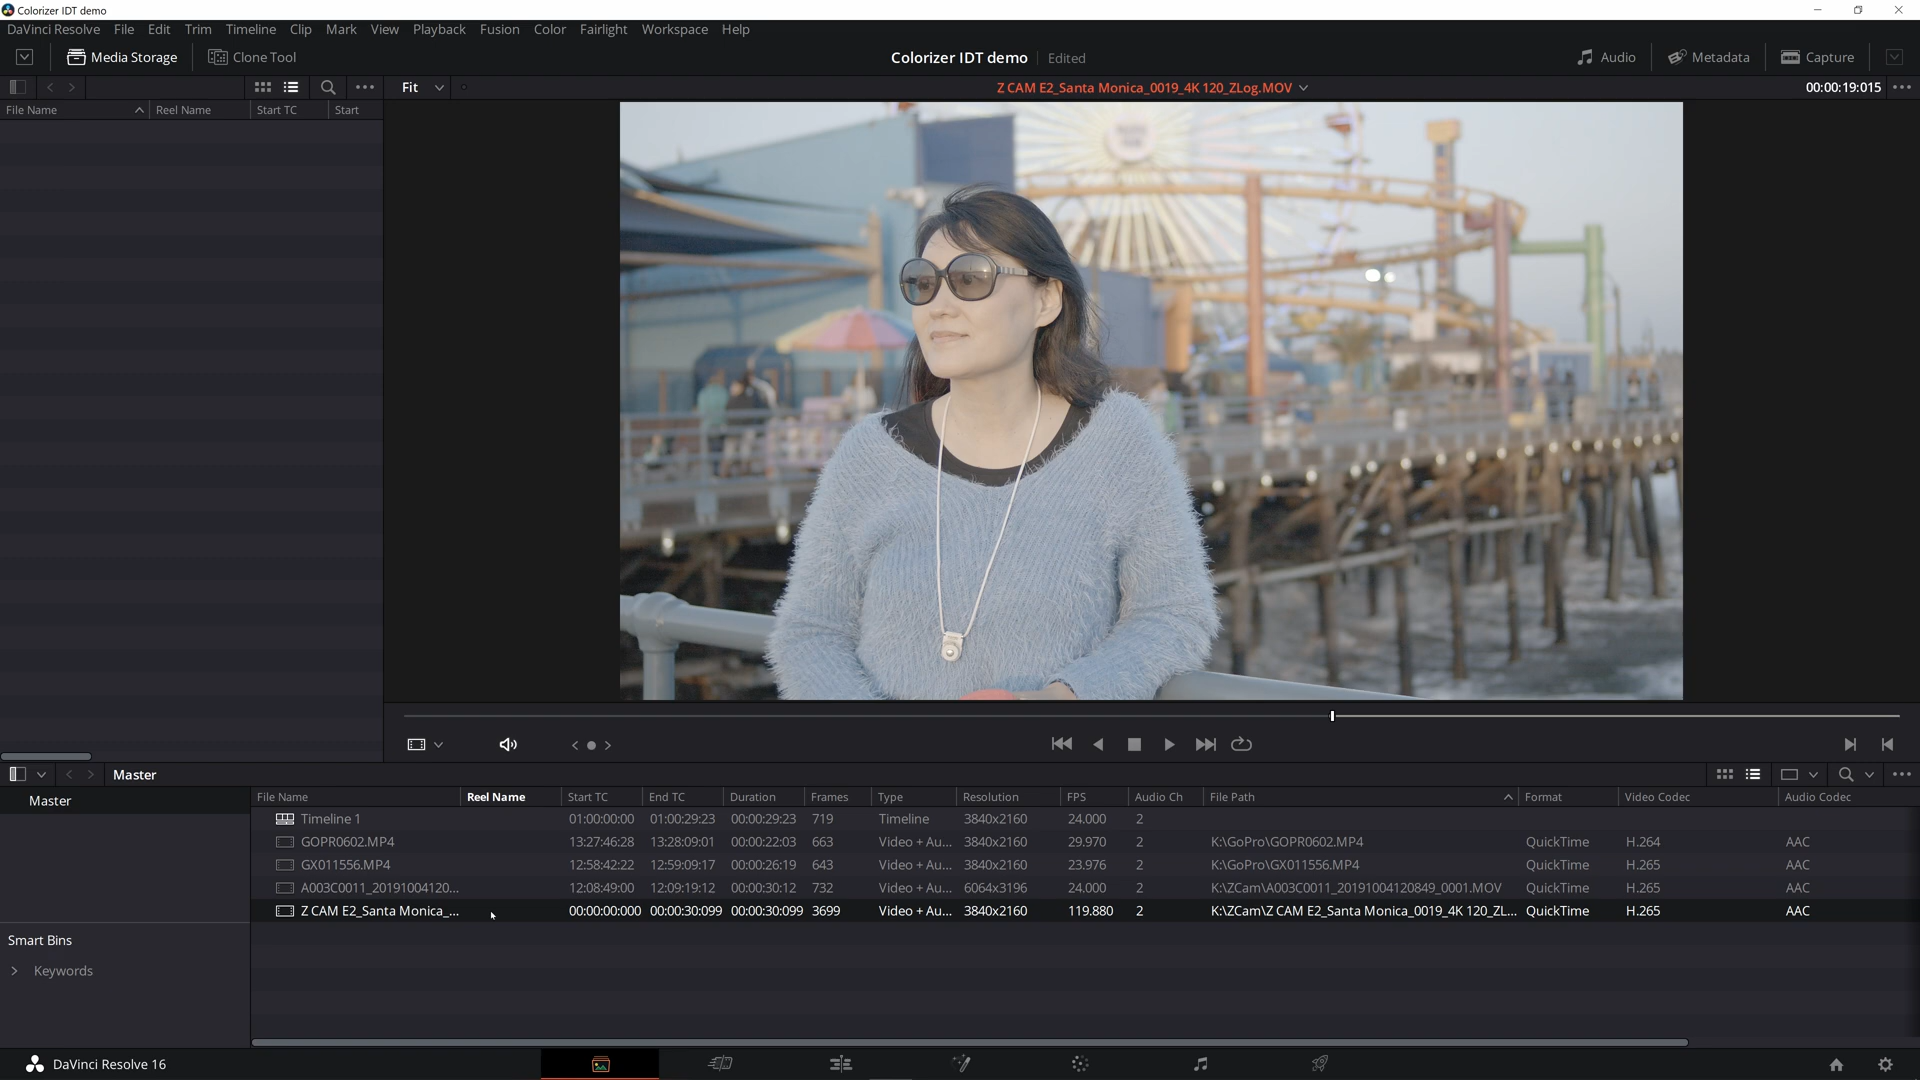 Colorizer IDT demo
DaVinci Resolve File Edit Trim Timeline Clip Mark View Playback Fusion Color Fairlight Workspace Help
Media Storage Clone Tool Colorizer IDT demo Edited Audio Metadata Capture
Fit Z CAM E2_Santa Monica_0019_4K 120_ZLog.MOV 00:00:19:015
File Name Reel Name Start TC Start
Master
Master
File Name Reel Name Start TC End TC Duration Frames Type Resolution FPS Audio Ch File Path Format Video Codec Audio Codec
Timeline 1 01:00:00:00 01:00:29:23 00:00:29:23 719 Timeline 3840x2160 24.000 2
GOPR0602.MP4 13:27:46:28 13:28:09:01 00:00:22:03 663 Video + Au... 3840x2160 29.970 2 K:\GoPro\GOPR0602.MP4 QuickTime H.264 AAC
GX011556.MP4 12:58:42:22 12:59:09:17 00:00:26:19 643 Video + Au... 3840x2160 23.976 2 K:\GoPro\GX011556.MP4 QuickTime H.265 AAC
A003C0011_20191004120... 12:08:49:00 12:09:19:12 00:00:30:12 732 Video + Au... 6064x3196 24.000 2 K:\ZCam\A003C0011_20191004120849_0001.MOV QuickTime H.265 AAC
Z CAM E2_Santa Monica_... 00:00:00:000 00:00:30:099 00:00:30:099 3699 Video + Au... 3840x2160 119.880 2 K:\ZCam\Z CAM E2_Santa Monica_0019_4K 120_ZL... QuickTime H.265 AAC
Smart Bins
Keywords
DaVinci Resolve 16